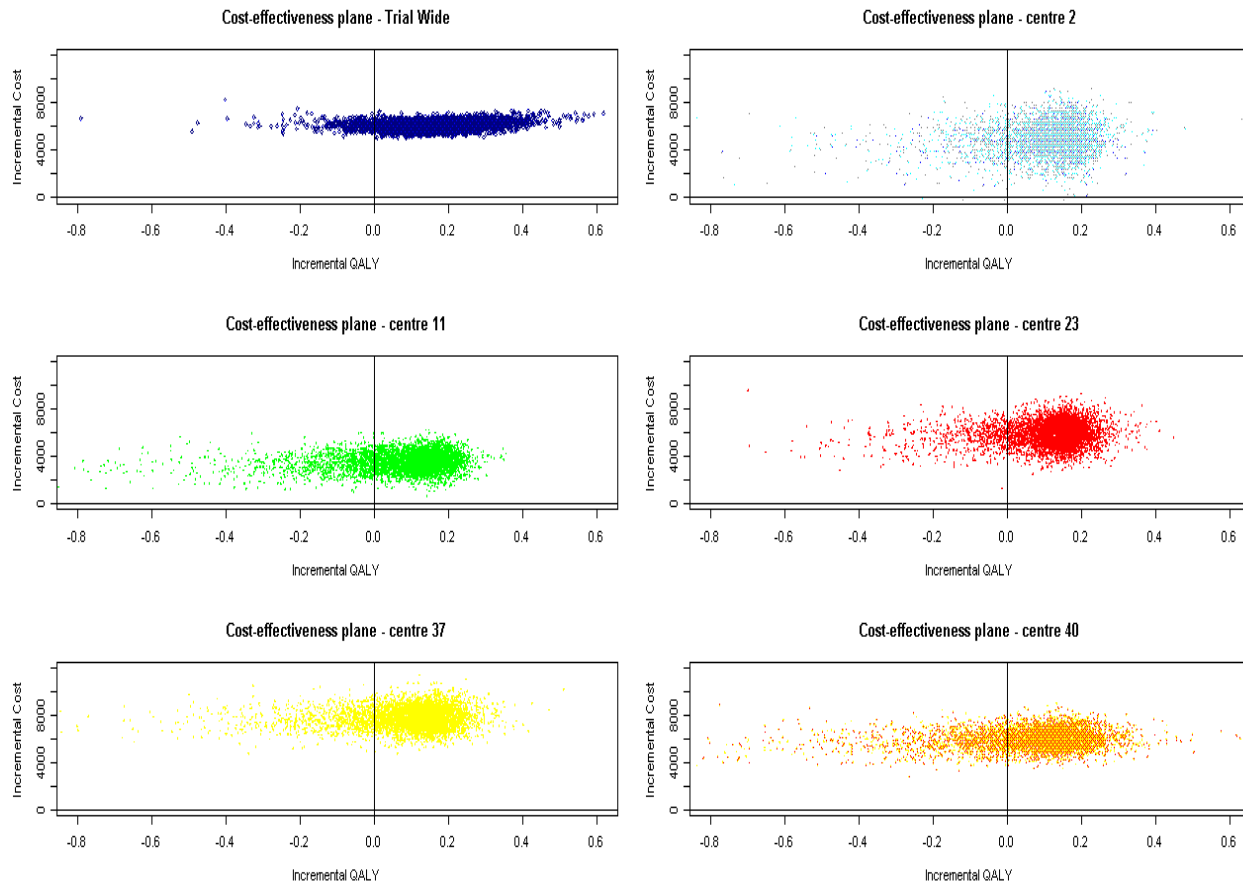 Cost-effectiveness plane - Trial Wide
Incremental Cost
8000
4000
0
-0.8 -0.6 -0.4 -0.2 0.0 0.2 0.4 0.6
Incremental QALY
Cost-effectiveness plane - centre 2
Incremental Cost
8000
4000
0
-0.8 -0.6 -0.4 -0.2 0.0 0.2 0.4 0.6
Incremental QALY
Cost-effectiveness plane - centre 11
Incremental Cost
8000
4000
0
-0.8 -0.6 -0.4 -0.2 0.0 0.2 0.4 0.6
Incremental QALY
Cost-effectiveness plane - centre 23
Incremental Cost
8000
4000
0
-0.8 -0.6 -0.4 -0.2 0.0 0.2 0.4 0.6
Incremental QALY
Cost-effectiveness plane - centre 37
Incremental Cost
8000
4000
0
-0.8 -0.6 -0.4 -0.2 0.0 0.2 0.4 0.6
Incremental QALY
Cost-effectiveness plane - centre 40
Incremental Cost
8000
4000
0
-0.8 -0.6 -0.4 -0.2 0.0 0.2 0.4 0.6
Incremental QALY